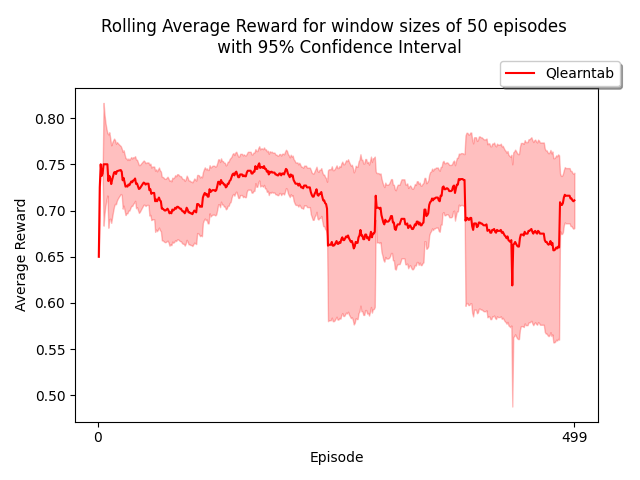 Rolling Average Reward for window sizes of 50 episodes
with 95% Confidence Interval
Qlearntab
Average Reward
0.80
0.75
0.70
0.65
0.60
0.55
0.50
0
499
Episode